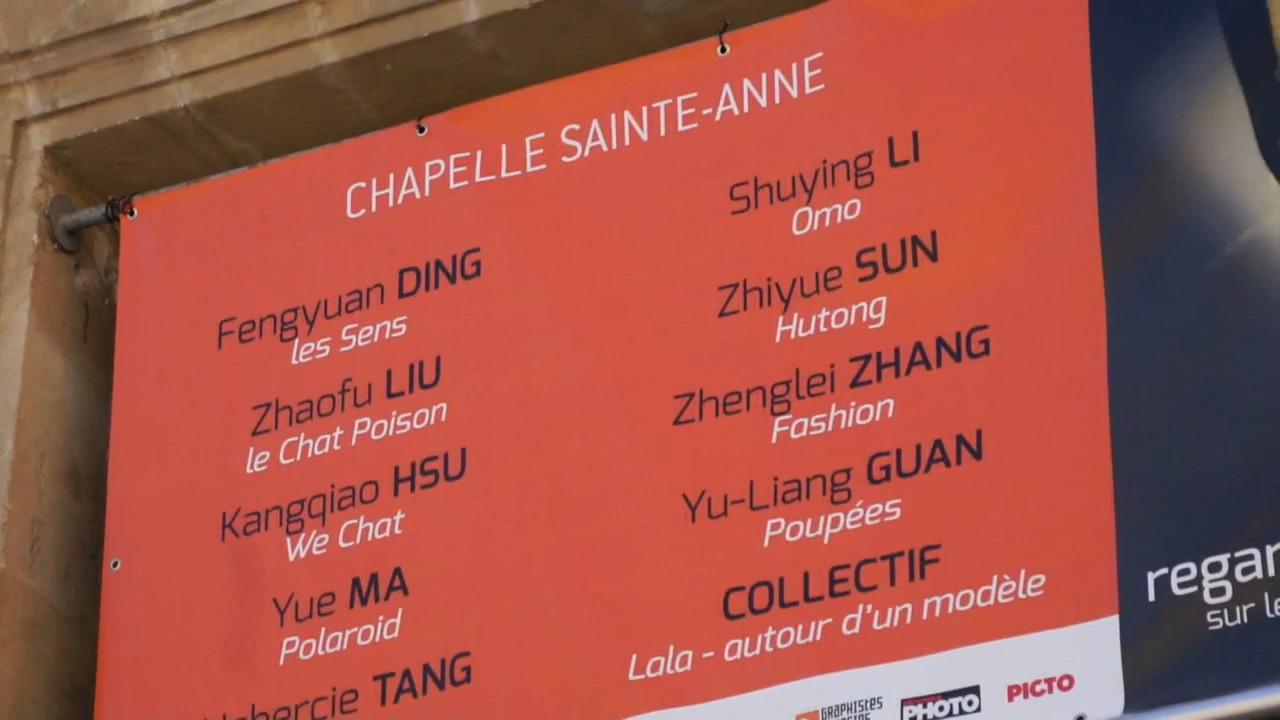 CHAPELLE SAINTE-ANNE
Fengyuan DING
les Sens
Zhaofu LIU
le Chat Poison
Kangqiao HSU
We Chat
Yue MA
Polaroid
TANG
Shuying LI
Omo
Zhiyue SUN
Hutong
Zhenglei ZHANG
Fashion
Yu-Liang GUAN
Poupées
COLLECTIF
Lala - autour d'un modèle
GRAPHISTES
PHOTO
PICTO
regar
sur le